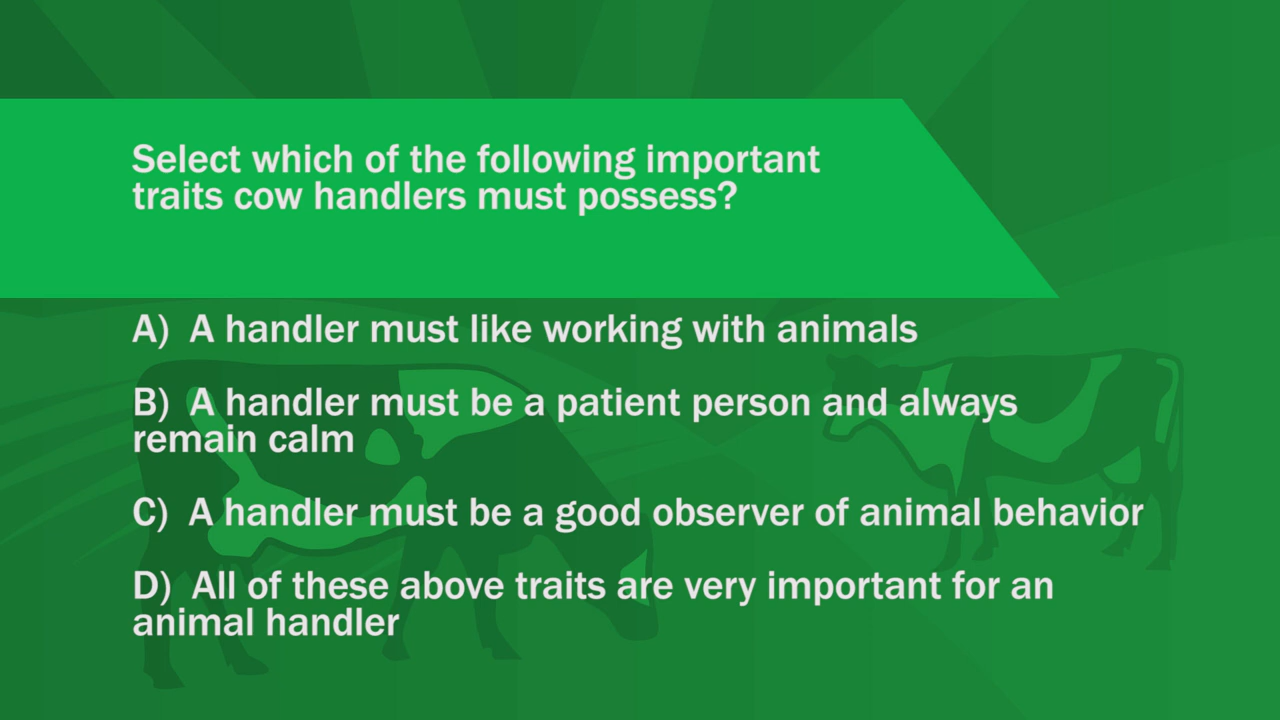 Select which of the following important
traits cow handlers must possess?
A) A handler must like working with animals
B) A handler must be a patient person and always
remain calm
C) A handler must be a good observer of animal behavior
D) All of these above traits are very important for an
animal handler